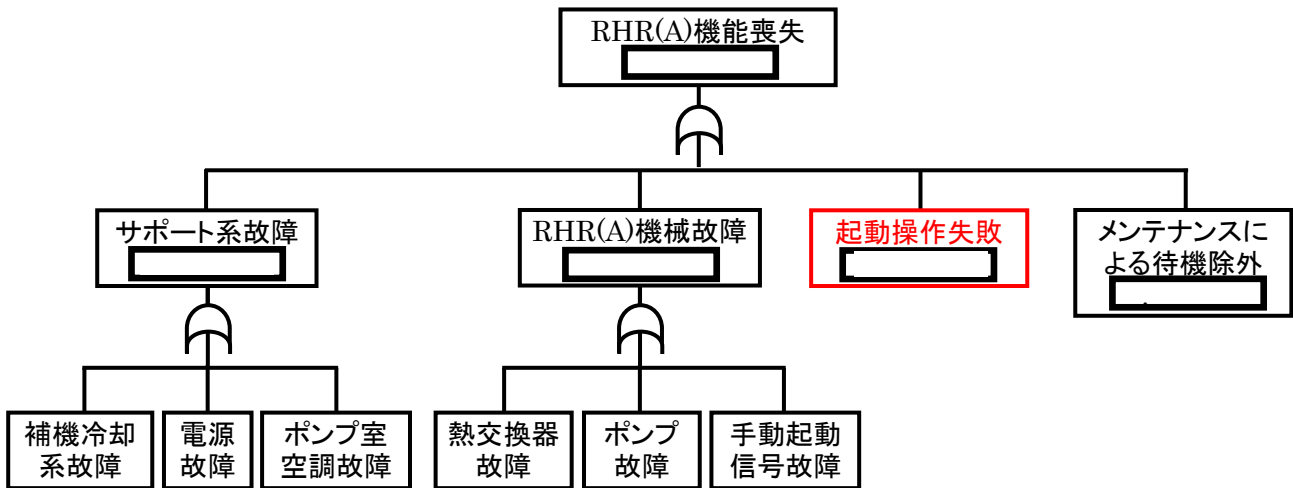 RHR(A)機能喪失
サポート系故障
RHR(A)機械故障
起動操作失敗
メンテナンスに
よる待機除外
補機冷却
系故障
電源
故障
ポンプ室
空調故障
熱交換器
故障
ポンプ
故障
手動起動
信号故障